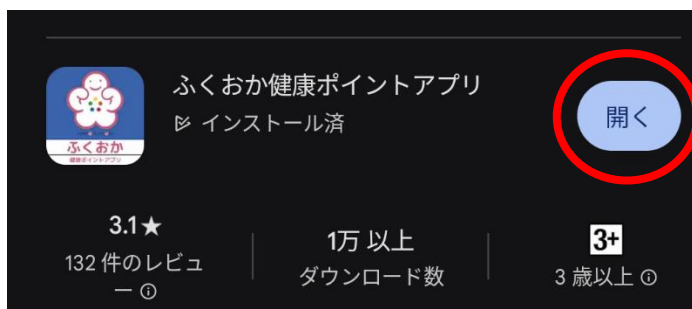 ふくおか健康ポイントアプリ
インストール済
開く
ふくおか
健康ポイントアプリ
3.1★
132 件のレビュ
ー
1万 以上
ダウンロード数
3+
3 歳以上